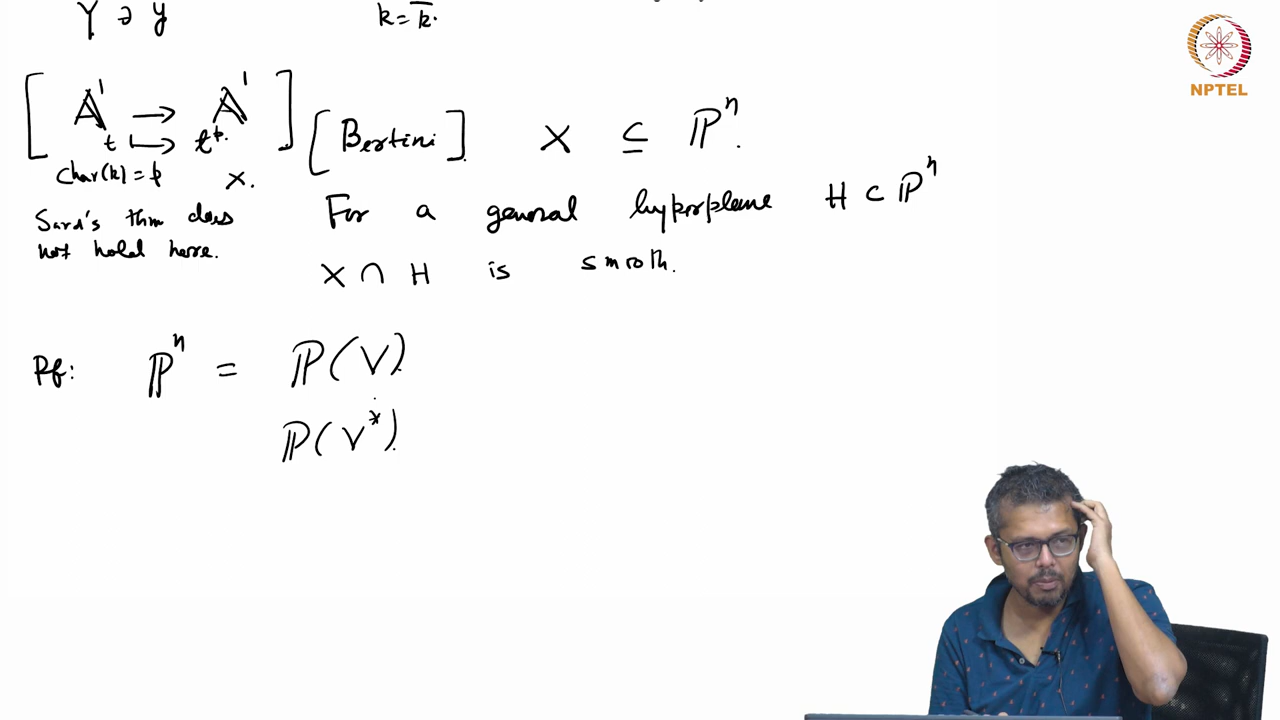 Y ∋ y
k = k̄.
[ 𝔸¹ → 𝔸¹ ]
t ↦ tᵖ.
char(k) = p x.
Sard's thm does
not hold here.
[Bertini] X ⊆ ℙⁿ.
For a general hyperplane H ⊂ ℙⁿ
X ∩ H is smooth.
Pf: ℙⁿ = ℙ(V).
ℙ(V*).
NPTEL